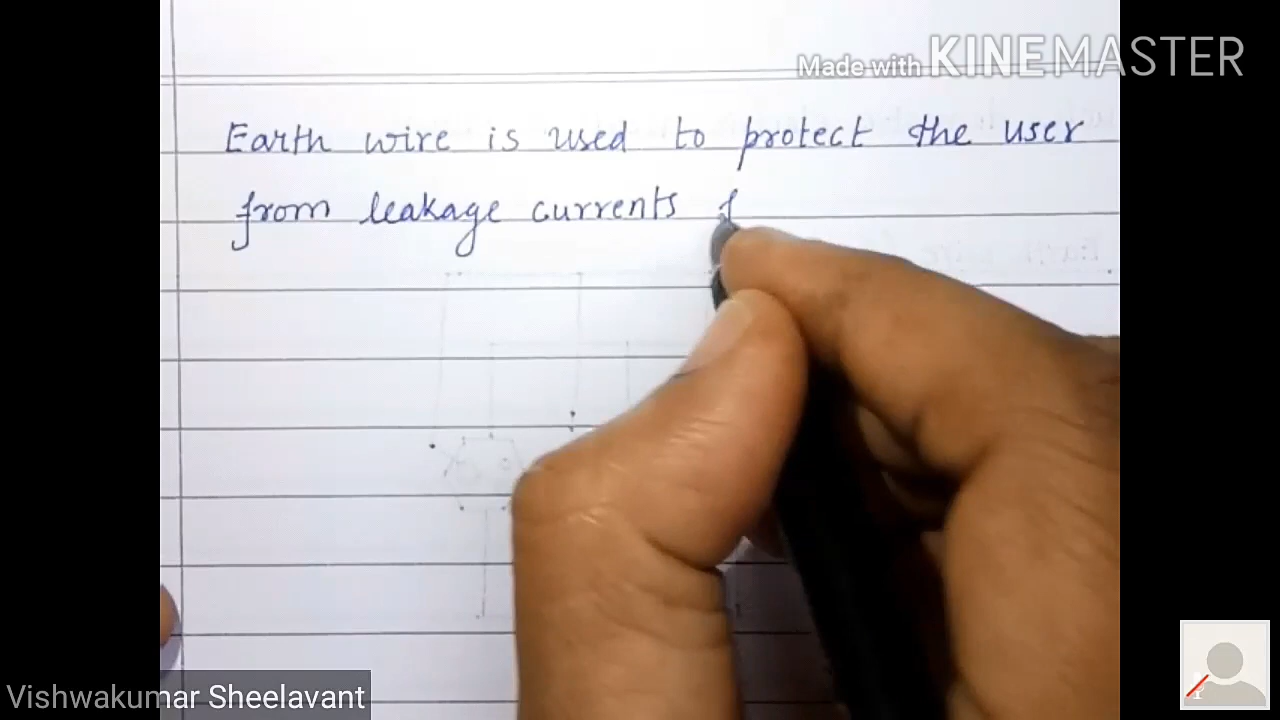 Made with KINEMASTER
Earth wire is used to protect the user
from leakage currents f
Vishwakumar Sheelavant